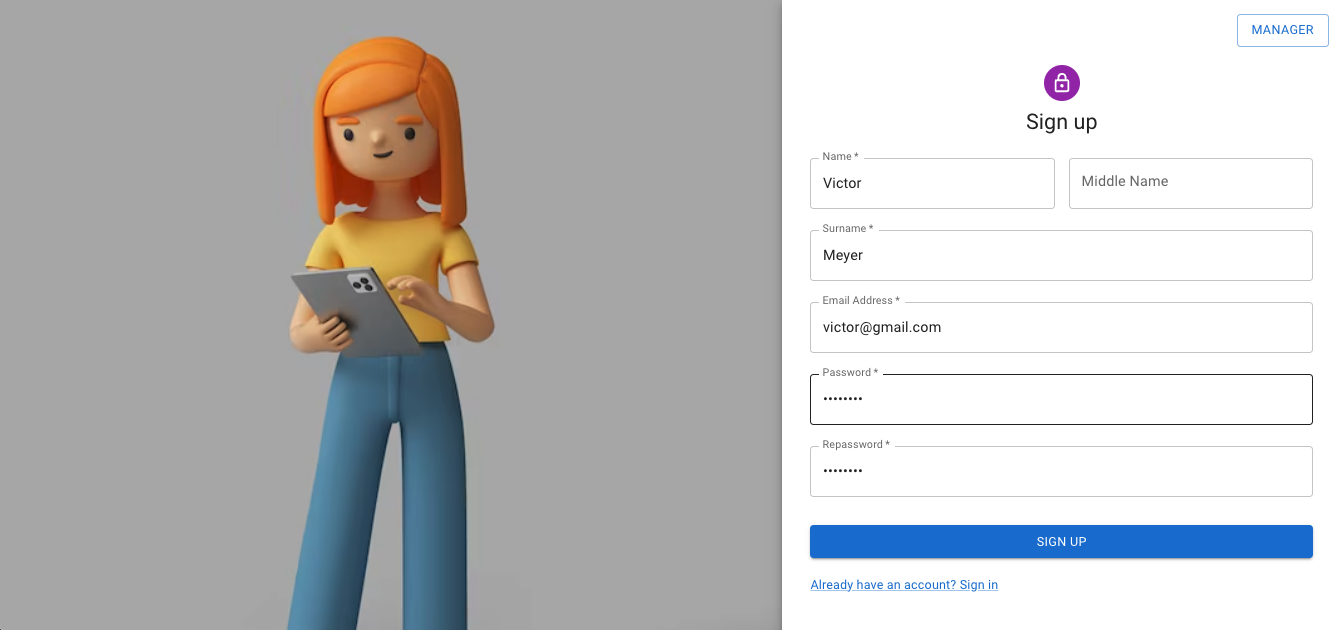 MANAGER
Sign up
Name *
Victor
Middle Name
Surname *
Meyer
Email Address *
victor@gmail.com
Password *
••••••••
Repassword *
••••••••
SIGN UP
Already have an account? Sign in